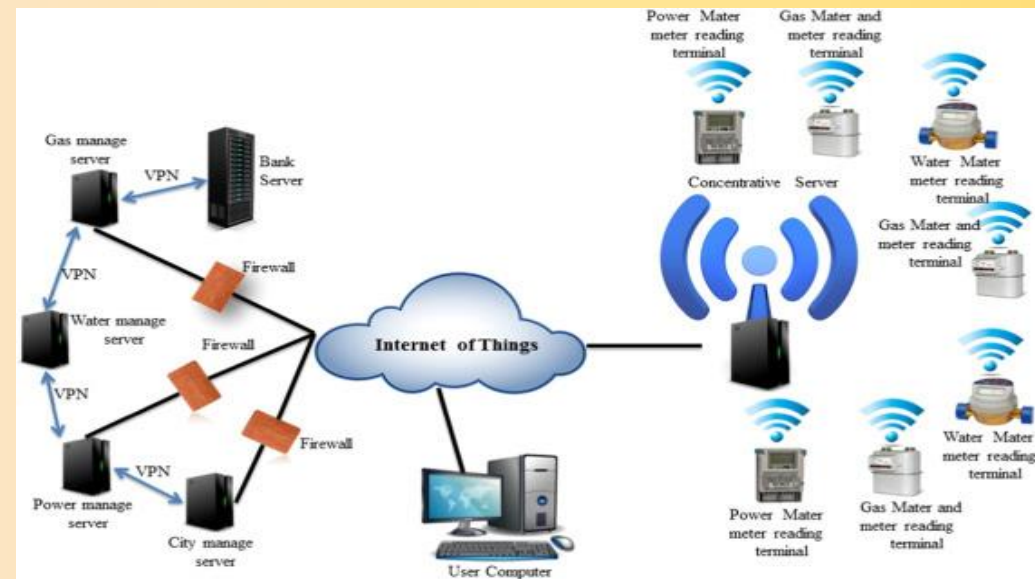 Power Mater
meter reading
terminal
Gas Mater and
meter reading
terminal
Gas manage
server
VPN
Bank
Server
Concentrative Server
Water Mater
meter reading
terminal
Gas Mater and
meter reading
terminal
VPN
Firewall
Water manage
server
Firewall
Internet of Things
VPN
Firewall
Water Mater
meter reading
terminal
VPN
Power manage
server
City manage
server
User Computer
Power Mater
meter reading
terminal
Gas Mater and
meter reading
terminal